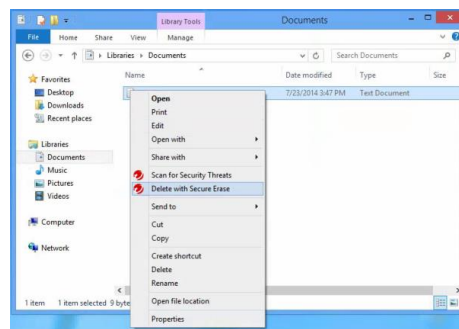 Library Tools
Documents
File Home Share View Manage
Libraries Documents
Search Documents
Name Date modified Type Size
Favorites
Desktop
Downloads
Recent places
Libraries
Documents
Music
Pictures
Videos
Computer
Network
7/23/2014 3:47 PM Text Document
Open
Print
Edit
Open with
Share with
Scan for Security Threats
Delete with Secure Erase
Send to
Cut
Copy
Create shortcut
Delete
Rename
Open file location
Properties
1 item 1 item selected 9 byte